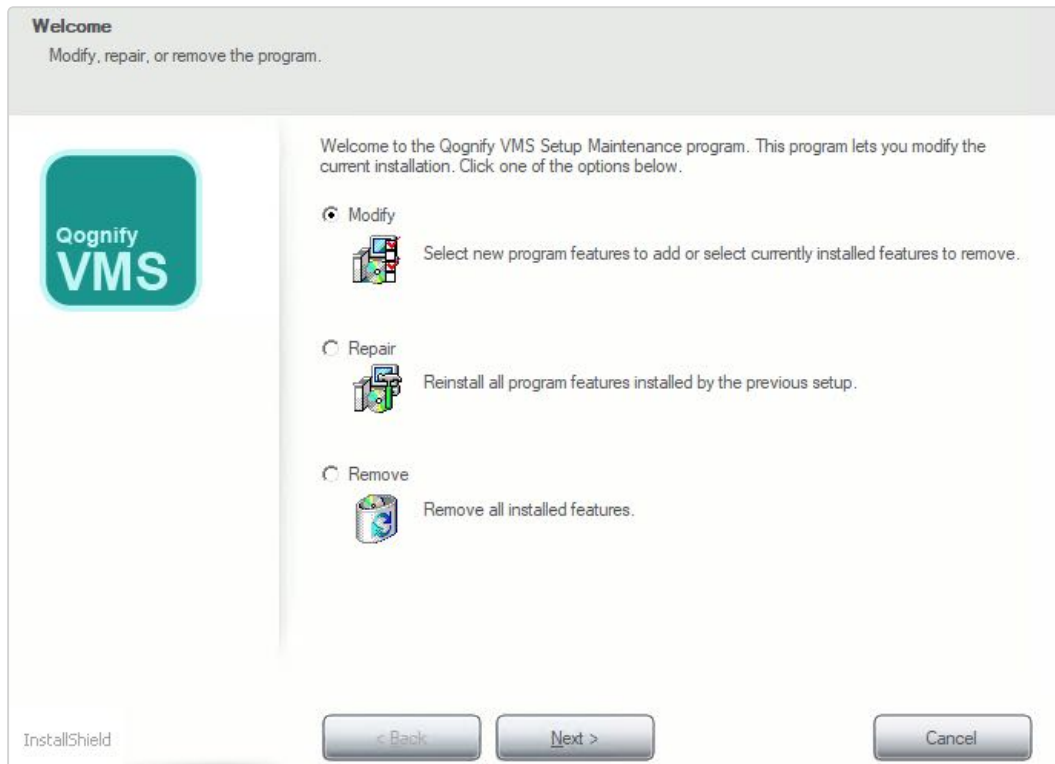 Welcome
Modify, repair, or remove the program.
Qognify
VMS
Welcome to the Qognify VMS Setup Maintenance program. This program lets you modify the
current installation. Click one of the options below.
Modify
Select new program features to add or select currently installed features to remove.
Repair
Reinstall all program features installed by the previous setup.
Remove
Remove all installed features.
InstallShield
< Back
Next >
Cancel